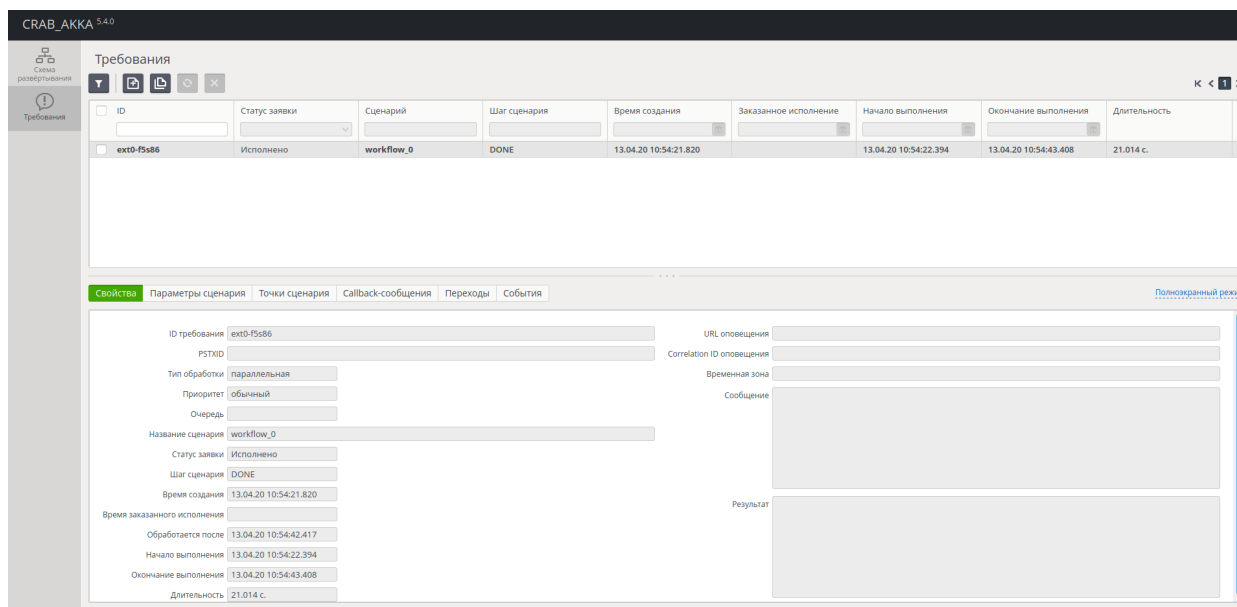 CRAB_AKKA 5.4.0
Схема
развёртывания
Требования
Требования
1
ID Статус заявки Сценарий Шаг сценария Время создания Заказанное исполнение Начало выполнения Окончание выполнения Длительность
ext0-f5s86 Исполнено workflow_0 DONE 13.04.20 10:54:21.820 13.04.20 10:54:22.394 13.04.20 10:54:43.408 21.014 с.
Свойства Параметры сценария Точки сценария Callback-сообщения Переходы События Полноэкранный режи
ID требования ext0-f5s86
PSTXID
Тип обработки параллельная
Приоритет обычный
Очередь
Название сценария workflow_0
Статус заявки Исполнено
Шаг сценария DONE
Время создания 13.04.20 10:54:21.820
Время заказанного исполнения
Обработается после 13.04.20 10:54:42.417
Начало выполнения 13.04.20 10:54:22.394
Окончание выполнения 13.04.20 10:54:43.408
Длительность 21.014 с.
URL оповещения
Correlation ID оповещения
Временная зона
Сообщение
Результат